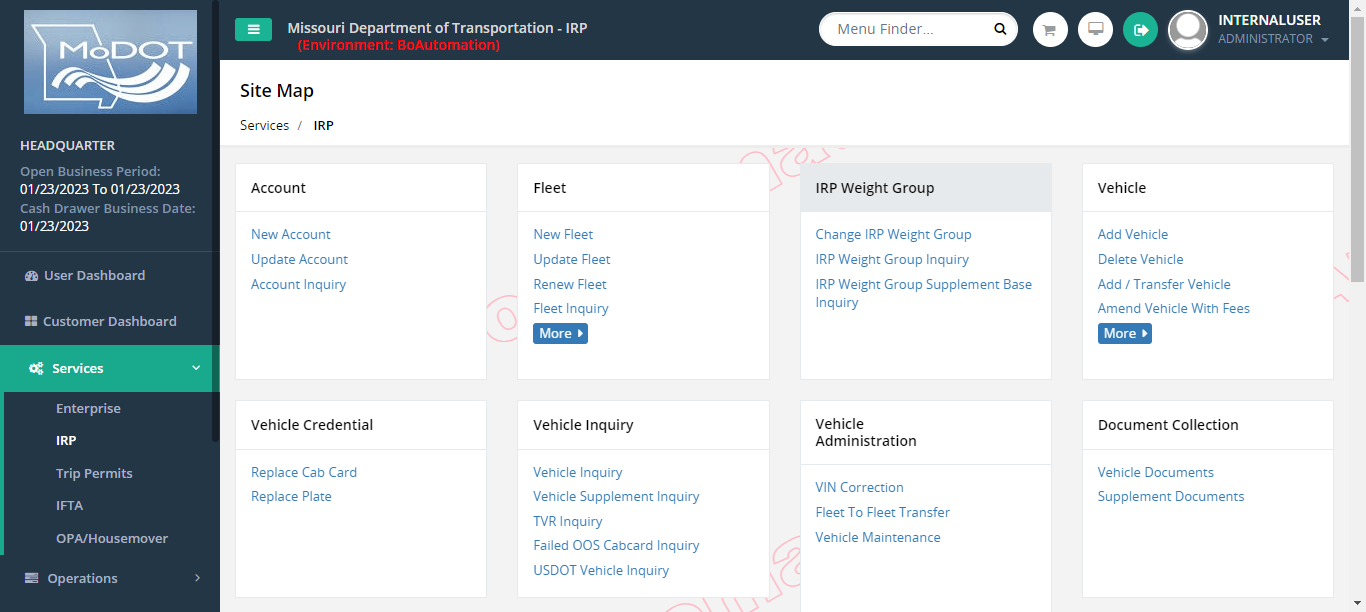 MoDOT
HEADQUARTER
Open Business Period:
01/23/2023 To 01/23/2023
Cash Drawer Business Date:
01/23/2023
User Dashboard
Customer Dashboard
Services
Enterprise
IRP
Trip Permits
IFTA
OPA/Housemover
Operations
Missouri Department of Transportation - IRP
(Environment: BoAutomation)
Menu Finder...
INTERNALUSER
ADMINISTRATOR
Site Map
Services / IRP
Account
New Account
Update Account
Account Inquiry
Fleet
New Fleet
Update Fleet
Renew Fleet
Fleet Inquiry
More
IRP Weight Group
Change IRP Weight Group
IRP Weight Group Inquiry
IRP Weight Group Supplement Base
Inquiry
Vehicle
Add Vehicle
Delete Vehicle
Add / Transfer Vehicle
Amend Vehicle With Fees
More
Vehicle Credential
Replace Cab Card
Replace Plate
Vehicle Inquiry
Vehicle Inquiry
Vehicle Supplement Inquiry
TVR Inquiry
Failed OOS Cabcard Inquiry
USDOT Vehicle Inquiry
Vehicle
Administration
VIN Correction
Fleet To Fleet Transfer
Vehicle Maintenance
Document Collection
Vehicle Documents
Supplement Documents